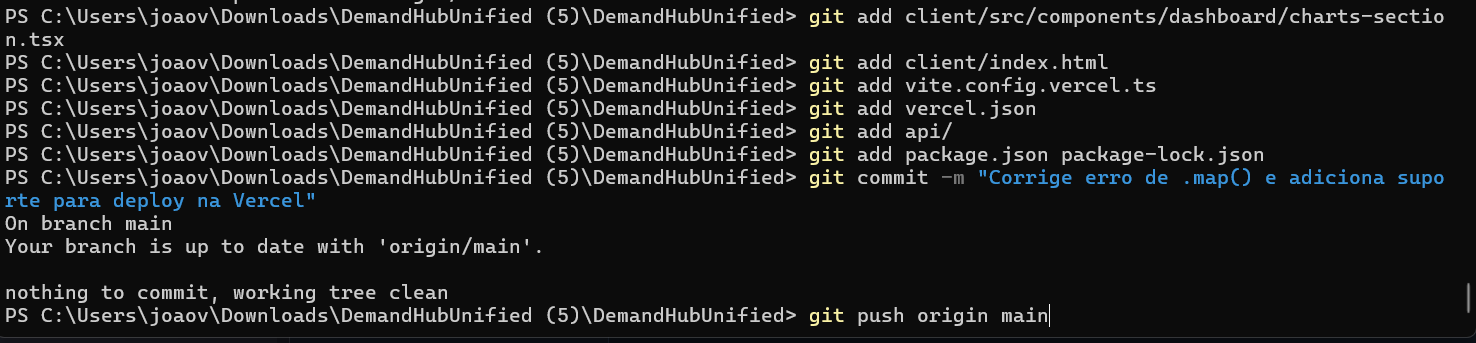 PS C:\Users\joaov\Downloads\DemandHubUnified (5)\DemandHubUnified> git add client/src/components/dashboard/charts-sectio
n.tsx
PS C:\Users\joaov\Downloads\DemandHubUnified (5)\DemandHubUnified> git add client/index.html
PS C:\Users\joaov\Downloads\DemandHubUnified (5)\DemandHubUnified> git add vite.config.vercel.ts
PS C:\Users\joaov\Downloads\DemandHubUnified (5)\DemandHubUnified> git add vercel.json
PS C:\Users\joaov\Downloads\DemandHubUnified (5)\DemandHubUnified> git add api/
PS C:\Users\joaov\Downloads\DemandHubUnified (5)\DemandHubUnified> git add package.json package-lock.json
PS C:\Users\joaov\Downloads\DemandHubUnified (5)\DemandHubUnified> git commit -m "Corrige erro de .map() e adiciona supo
rte para deploy na Vercel"
On branch main
Your branch is up to date with 'origin/main'.
nothing to commit, working tree clean
PS C:\Users\joaov\Downloads\DemandHubUnified (5)\DemandHubUnified> git push origin main